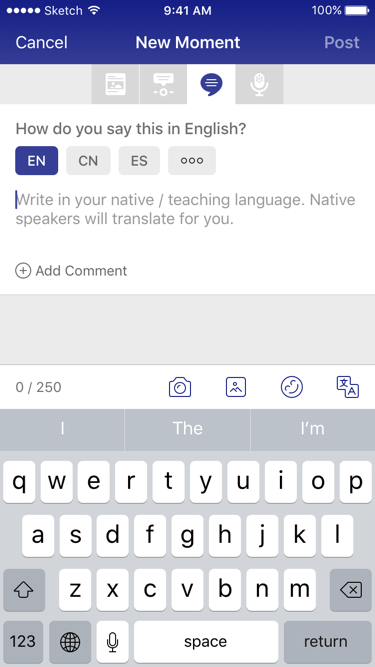 Sketch 9:41 AM 100%
Cancel New Moment Post
How do you say this in English?
EN CN ES ooo
Write in your native / teaching language. Native
speakers will translate for you.
Add Comment
0 / 250
文 A
I The I'm
q w e r t y u i o p
a s d f g h j k l
z x c v b n m
123 space return